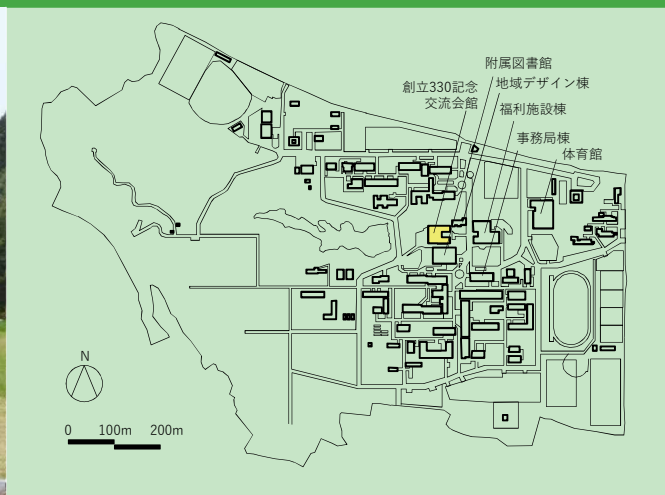 附属図書館
地域デザイン棟
創立330記念
交流会館
福利施設棟
事務局棟
体育館
N
0 100m 200m